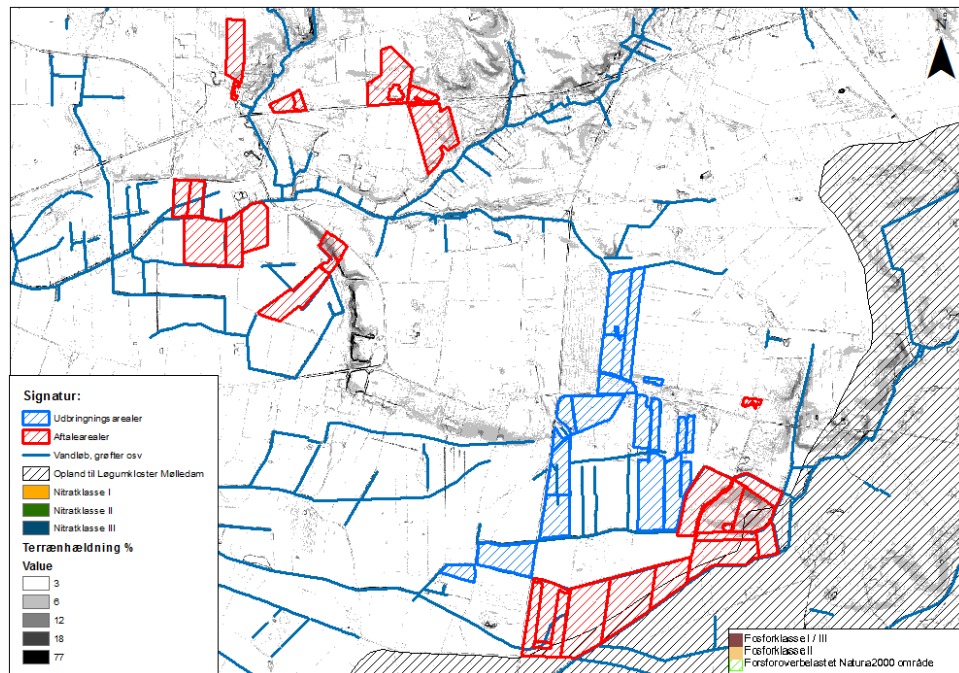 N
Signatur:
Udbringningsarealer
Aftalearealer
Vandløb, grøfter osv
Opland til Løgumkloster Mølledam
Nitratklasse I
Nitratklasse II
Nitratklasse III
Terrænhældning %
Value
3
6
12
18
77
Fosforklasse I / III
Fosforklasse II
Forsforoverbelastet Natura2000 område